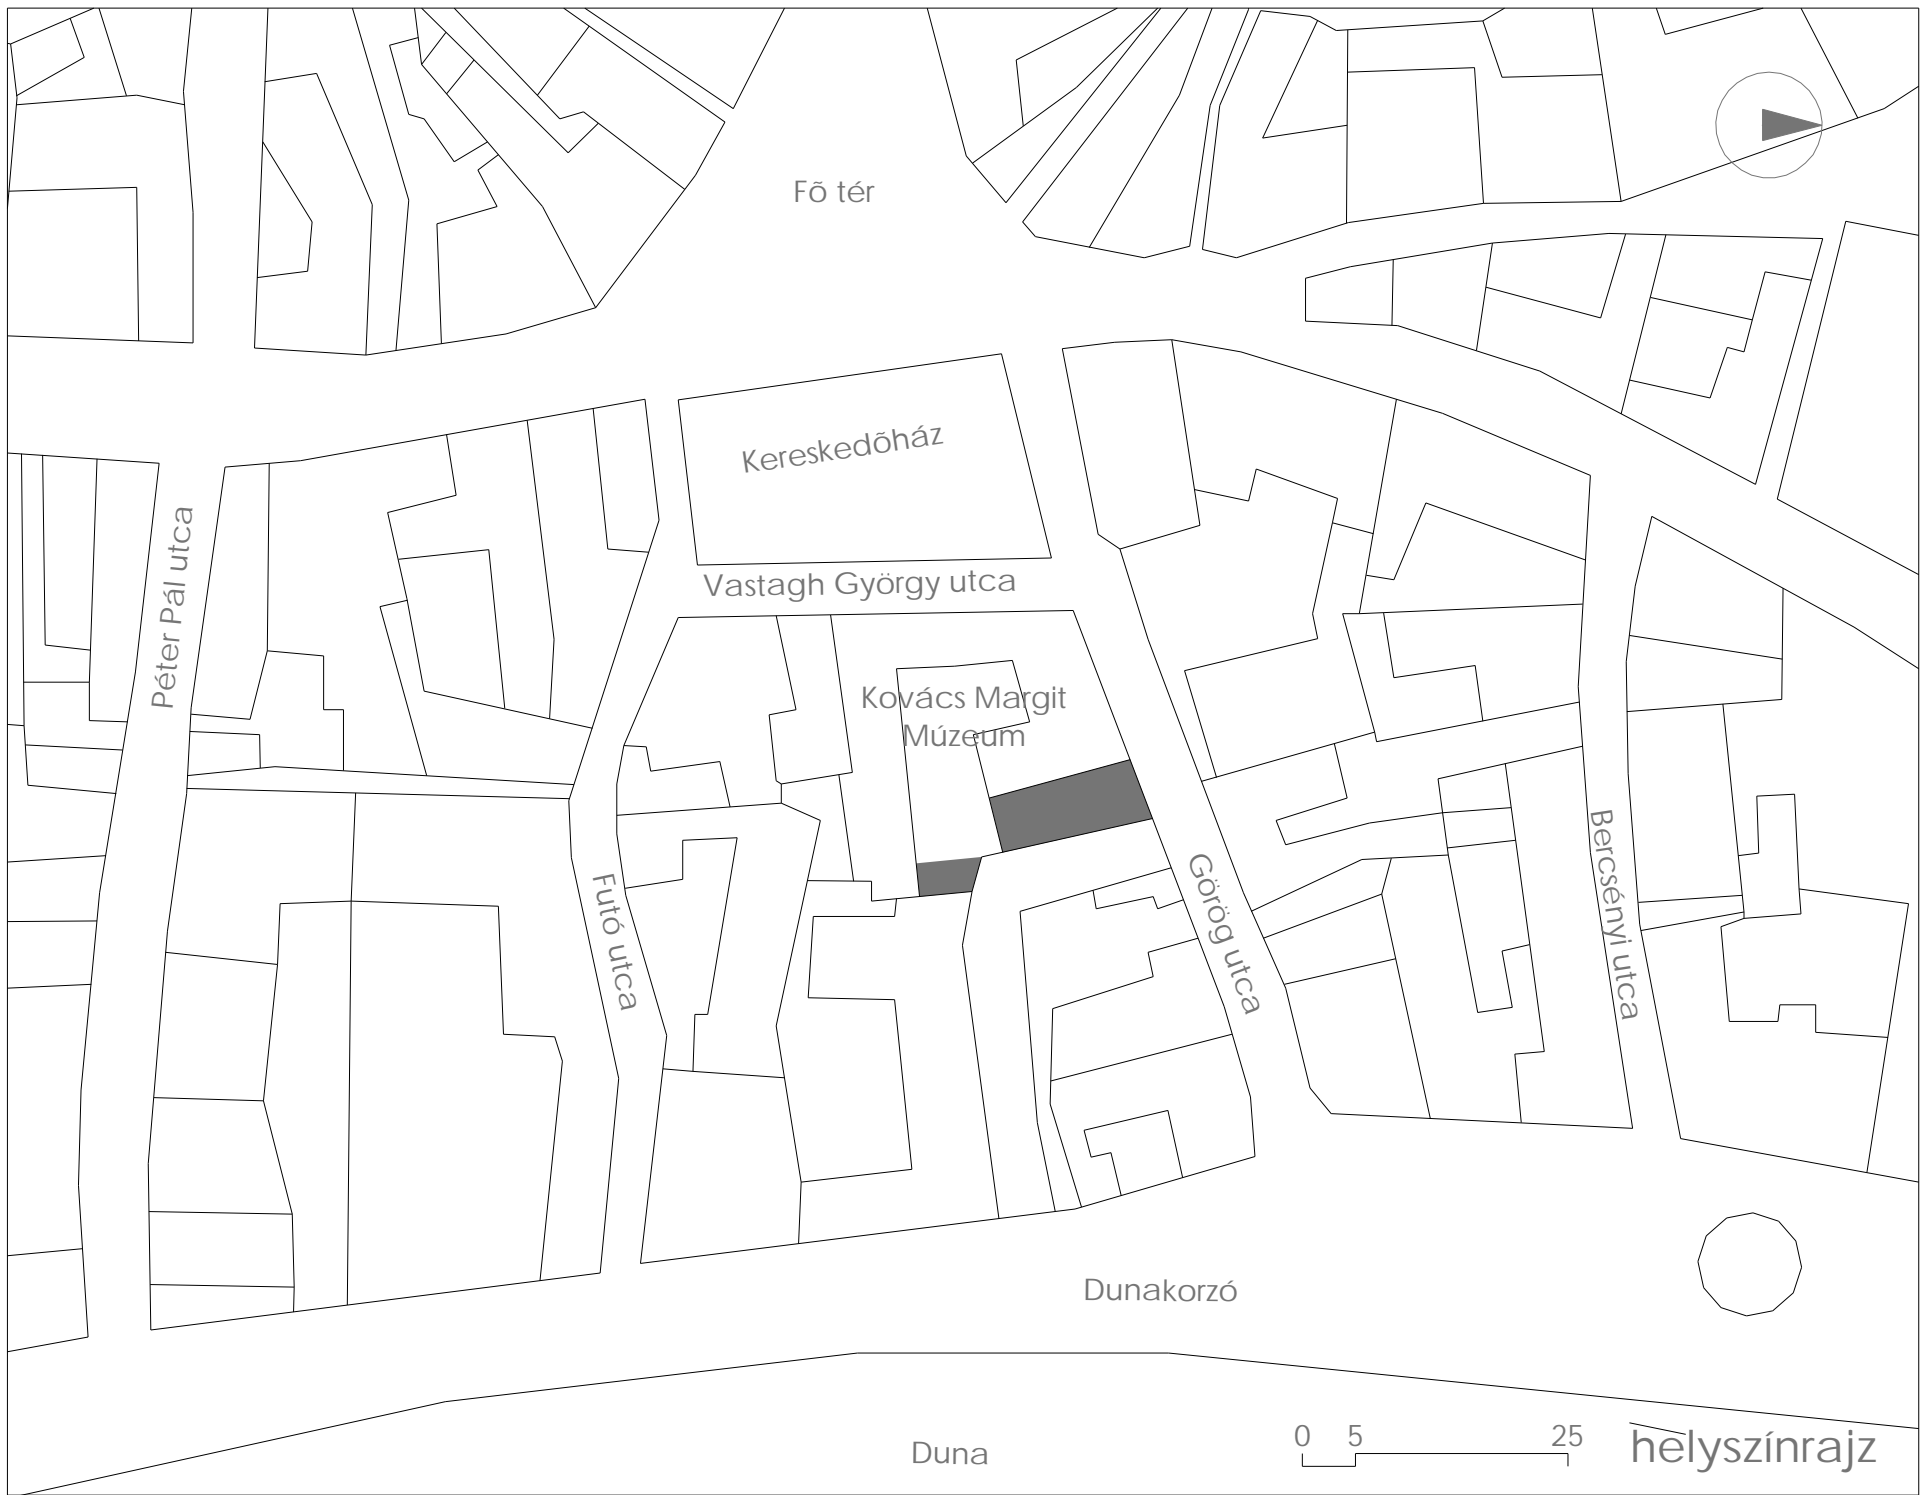 Fõ tér
Kereskedõház
Vastagh György utca
Péter Pál utca
Kovács Margit
Múzeum
Futó utca
Görög utca
Bercsényi utca
Dunakorzó
Duna
0 5 25
helyszínrajz